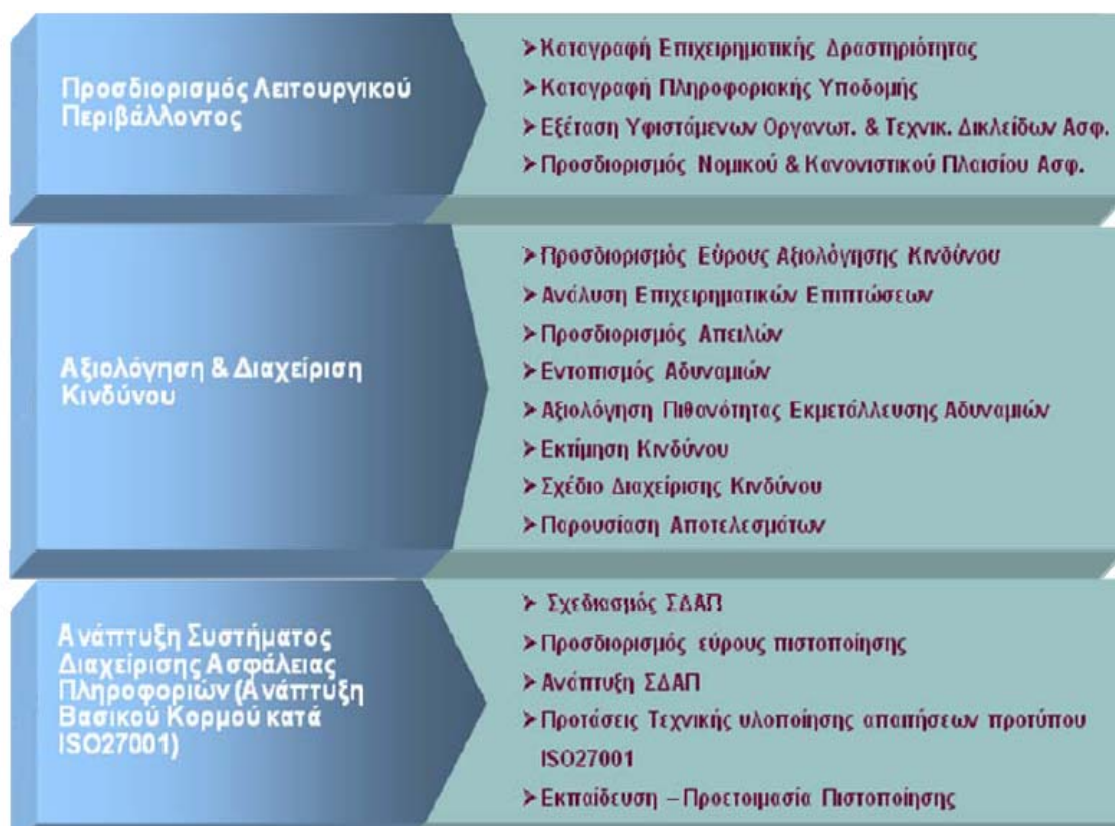 Προσδιορισμός Λειτουργικού
Περιβάλλοντος
➢Καταγραφή Επιχειρηματικής Δραστηριότητας
➢Καταγραφή Πληροφοριακής Υποδομής
➢Εξέταση Υφιστάμενων Οργανωτ. & Τεχνικ. Δικλείδων Ασφ.
➢Προσδιορισμός Νομικού & Κανονιστικού Πλαισίου Ασφ.
Αξιολόγηση & Διαχείριση
Κινδύνου
➢Προσδιορισμός Εύρους Αξιολόγησης Κινδύνου
➢Ανάλυση Επιχειρηματικών Επιπτώσεων
➢Προσδιορισμός Απειλών
➢Εντοπισμός Αδυναμιών
➢Αξιολόγηση Πιθανότητας Εκμετάλλευσης Αδυναμιών
➢Εκτίμηση Κινδύνου
➢Σχέδιο Διαχείρισης Κινδύνου
➢Παρουσίαση Αποτελεσμάτων
Ανάπτυξη Συστήματος
Διαχείρισης Ασφάλειας
Πληροφοριών (Ανάπτυξη
Βασικού Κορμού κατά
ISO27001)
➢ Σχεδιασμός ΣΔΑΠ
➢Προσδιορισμός εύρους πιστοποίησης
➢Ανάπτυξη ΣΔΑΠ
➢Προτάσεις Τεχνικής υλοποίησης απαιτήσεων προτύπου
ISO27001
➢Εκπαίδευση – Προετοιμασία Πιστοποίησης